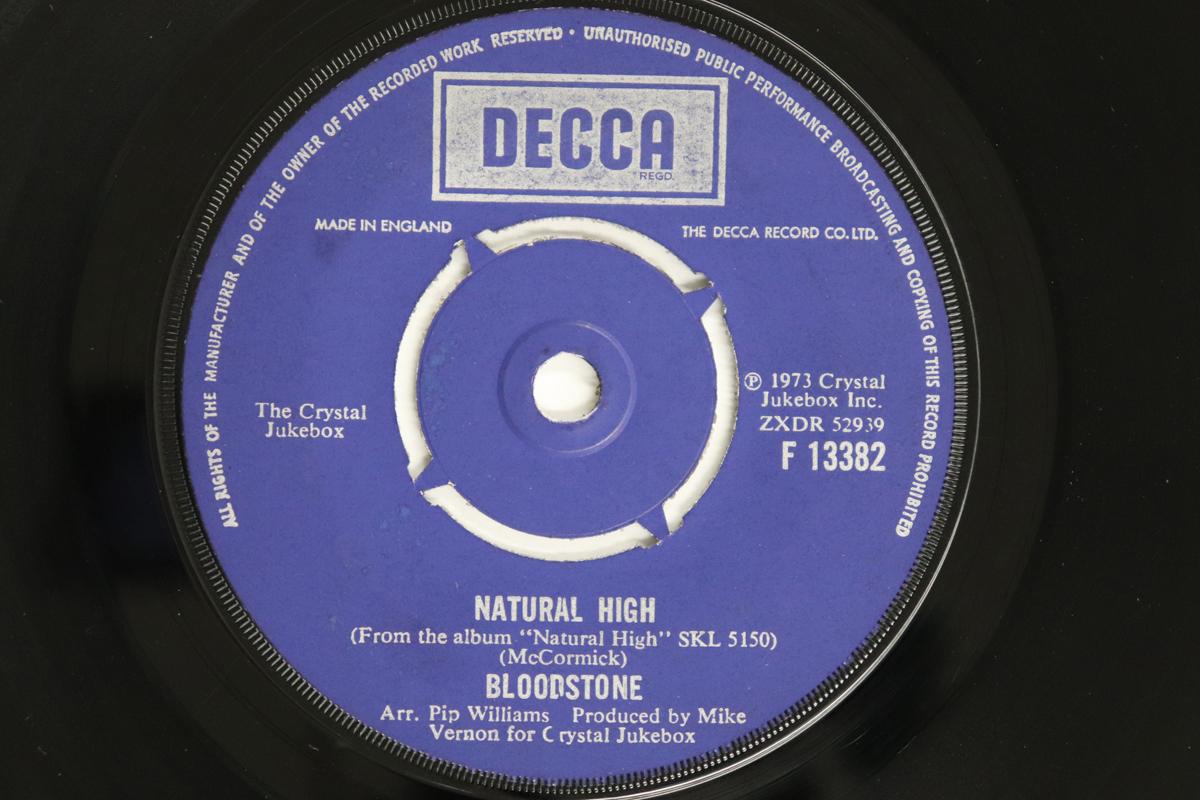 ALL RIGHTS OF THE MANUFACTURER AND OF THE OWNER OF THE RECORDED WORK RESERVED · UNAUTHORISED PUBLIC PERFORMANCE BROADCASTING AND COPYING OF THIS RECORD PROHIBITED
DECCA
REGD.
MADE IN ENGLAND
THE DECCA RECORD CO. LTD.
The Crystal
Jukebox
℗ 1973 Crystal
Jukebox Inc.
ZXDR 52939
F 13382
NATURAL HIGH
(From the album "Natural High" SKL 5150)
(McCormick)
BLOODSTONE
Arr. Pip Williams Produced by Mike
Vernon for Crystal Jukebox